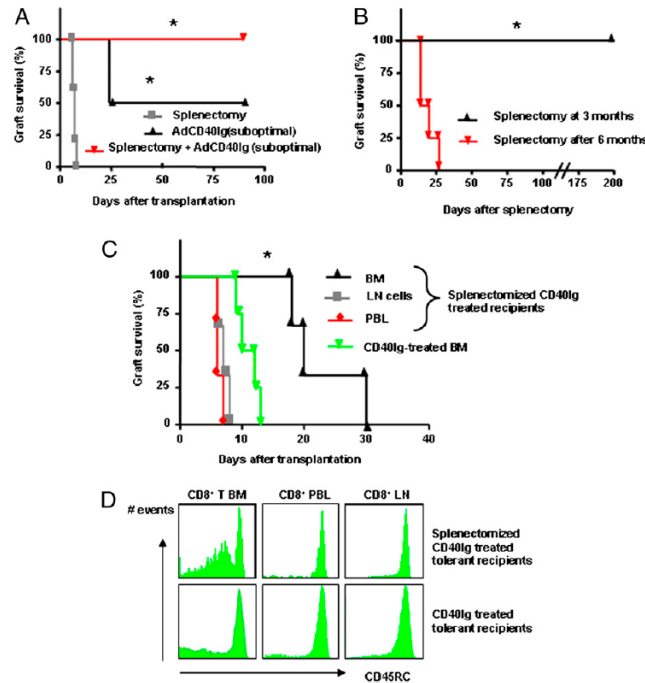 A
*
100
75
50
25
0
Graft survival (%)
*
Splenectomy
AdCD40Ig(suboptimal)
Splenectomy + AdCD40Ig (suboptimal)
0 25 50 75 100
Days after transplantation
B
*
100
75
50
25
0
Graft survival (%)
Splenectomy at 3 months
Splenectomy after 6 months
0 25 50 75 100 175 200
Days after splenectomy
C
*
100
75
50
25
0
Graft survival (%)
BM
LN cells
PBL
Splenectomized CD40Ig
treated recipients
CD40Ig-treated BM
0 10 20 30 40
Days after transplantation
D
CD8⁺ T BM CD8⁺ PBL CD8⁺ LN
# events
Splenectomized
CD40Ig treated
tolerant recipients
CD40Ig treated
tolerant recipients
CD45RC